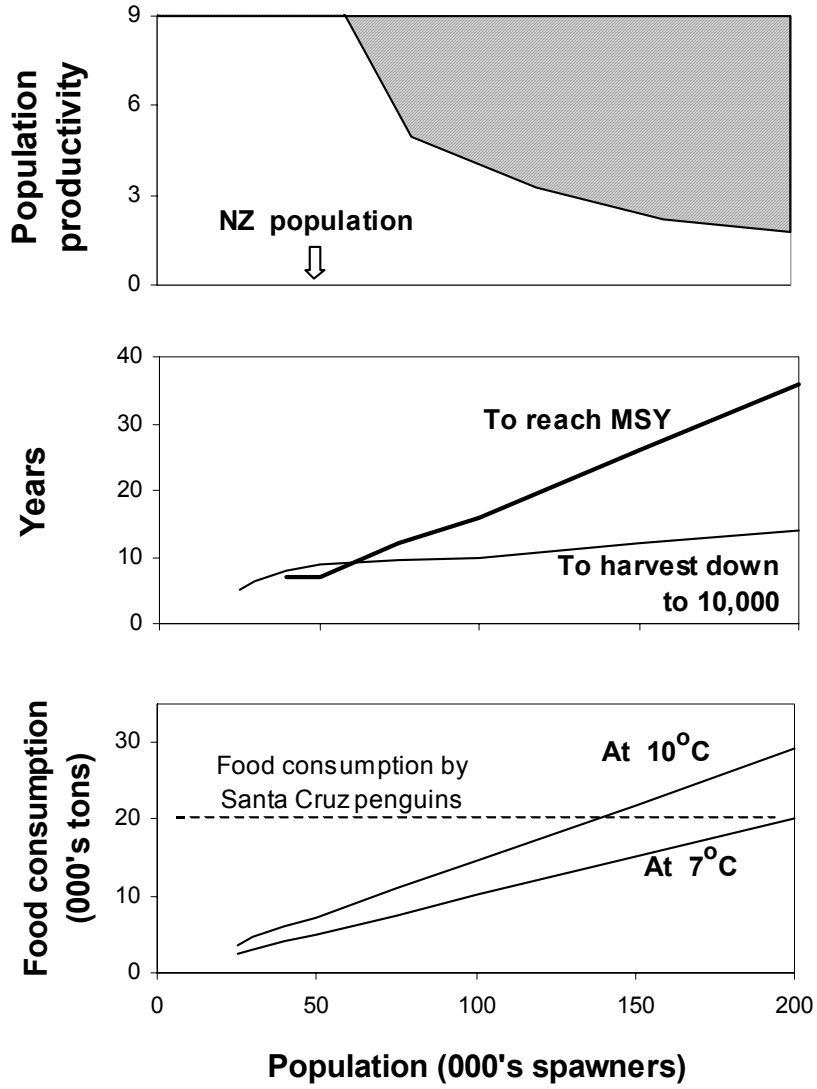 Population
productivity
9
6
3
0
NZ population
Years
40
30
20
10
0
To reach MSY
To harvest down
to 10,000
Food consumption
(000's tons)
30
20
10
0
Food consumption by
Santa Cruz penguins
At 10°C
At 7°C
0 50 100 150 200
Population (000's spawners)